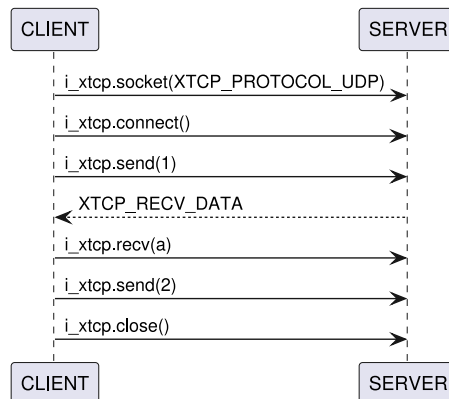 CLIENT SERVER
i_xtcp.socket(XTCP_PROTOCOL_UDP)
i_xtcp.connect()
i_xtcp.send(1)
XTCP_RECV_DATA
i_xtcp.recv(a)
i_xtcp.send(2)
i_xtcp.close()
CLIENT SERVER